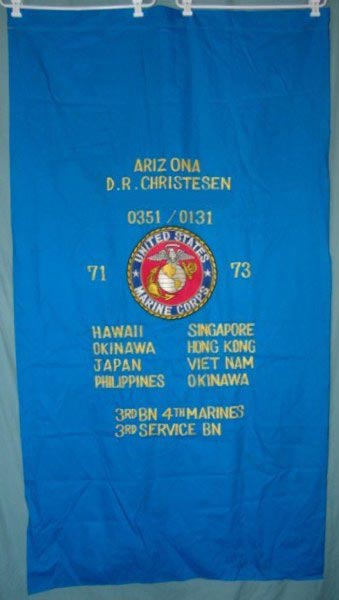 ARIZONA
D.R. CHRISTESEN
0351/0131
UNITED STATES
71 73
MARINE CORPS
HAWAII SINGAPORE
OKINAWA HONG KONG
JAPAN VIET NAM
PHILIPPINES OKINAWA
3RD BN 4TH MARINES
3RD SERVICE BN